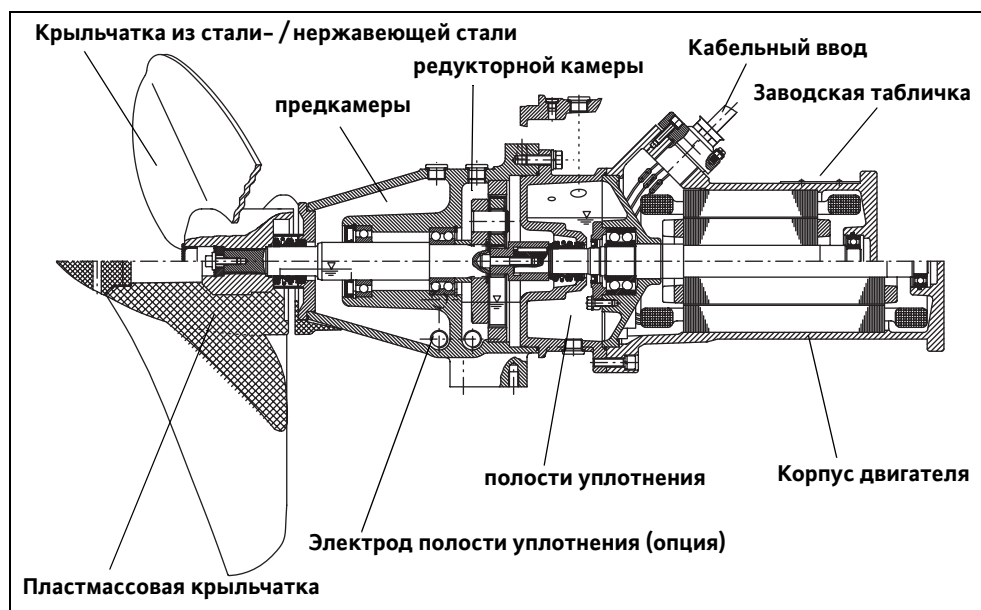 Крыльчатка из стали- / нержавеющей стали
Кабельный ввод
редукторной камеры
Заводская табличка
предкамеры
полости уплотнения
Корпус двигателя
Электрод полости уплотнения (опция)
Пластмассовая крыльчатка